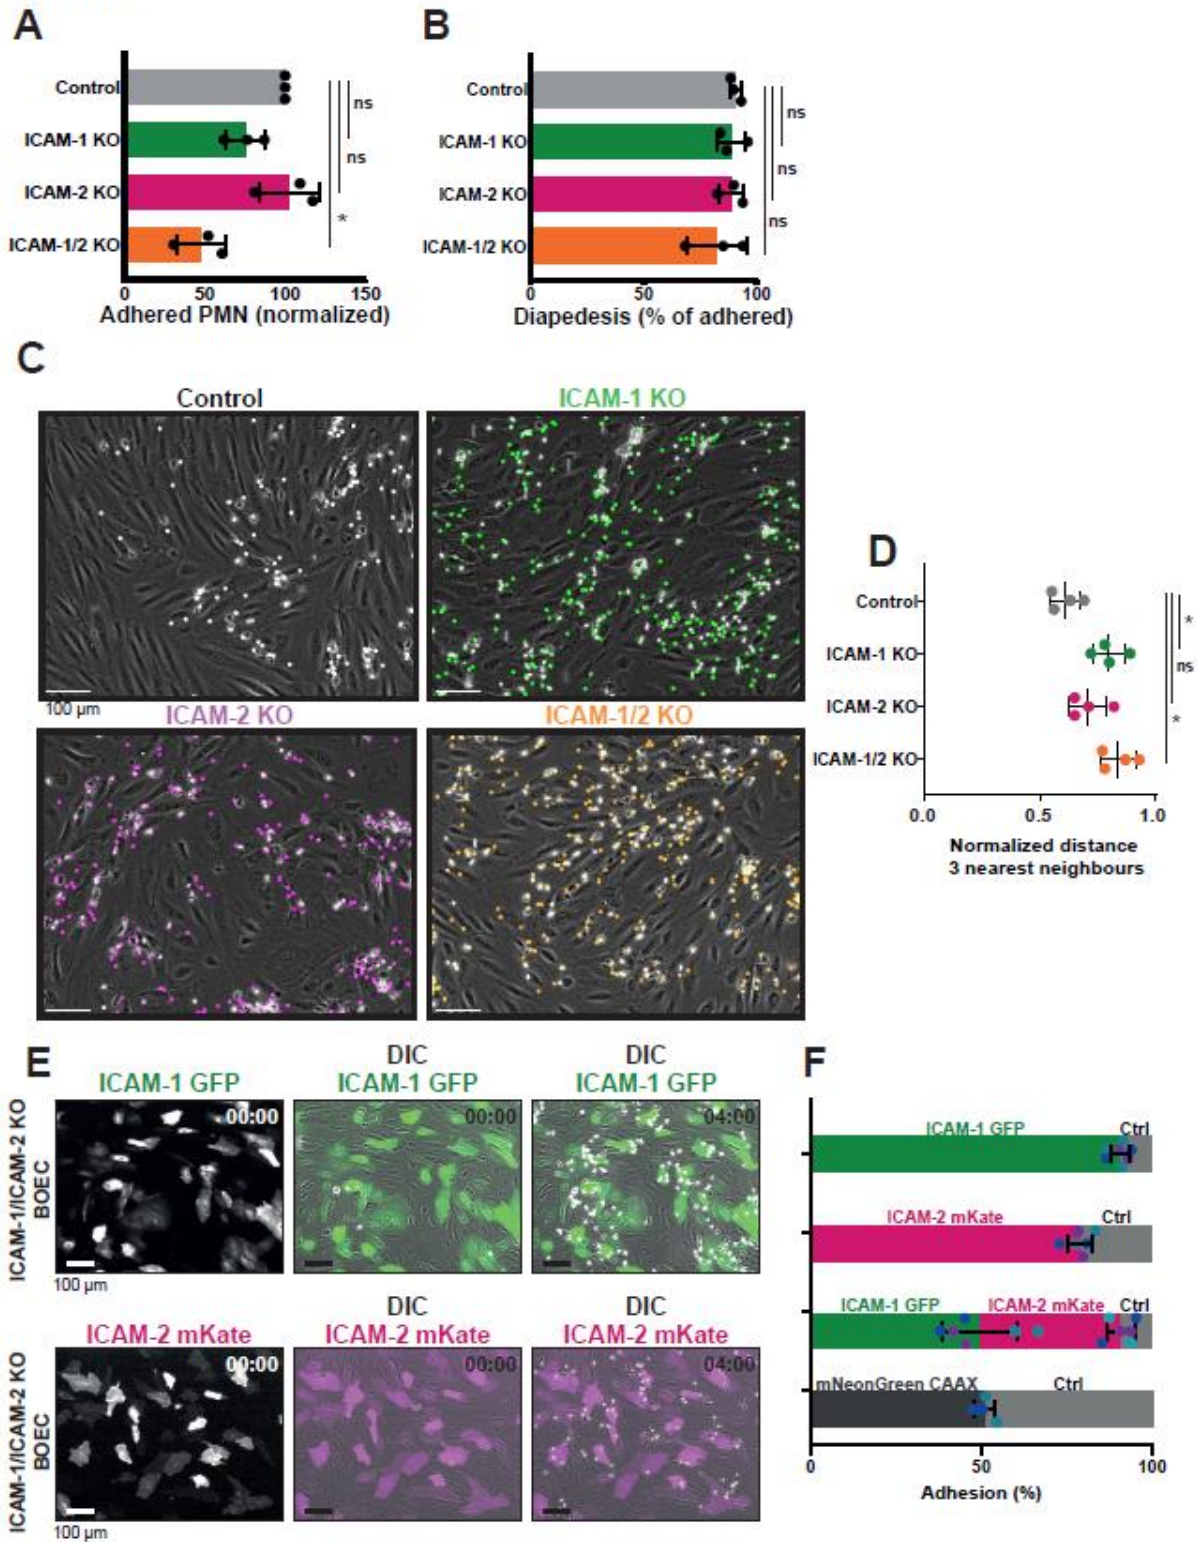 A
Control
ICAM-1 KO
ICAM-2 KO
ICAM-1/2 KO
ns
ns
*
0 50 100 150
Adhered PMN (normalized)
B
Control
ICAM-1 KO
ICAM-2 KO
ICAM-1/2 KO
ns
ns
ns
0 50 100
Diapedesis (% of adhered)
C
Control
ICAM-1 KO
100 µm
ICAM-2 KO
ICAM-1/2 KO
D
Control
ICAM-1 KO
ICAM-2 KO
ICAM-1/2 KO
*
ns
*
0.0 0.5 1.0
Normalized distance
3 nearest neighbours
E
ICAM-1/ICAM-2 KO
BOEC
ICAM-1 GFP
00:00
100 µm
DIC
ICAM-1 GFP
00:00
DIC
ICAM-1 GFP
04:00
ICAM-1/ICAM-2 KO
BOEC
ICAM-2 mKate
00:00
100 µm
DIC
ICAM-2 mKate
00:00
DIC
ICAM-2 mKate
04:00
F
ICAM-1 GFP Ctrl
ICAM-2 mKate Ctrl
ICAM-1 GFP ICAM-2 mKate Ctrl
mNeonGreen CAAX Ctrl
0 50 100
Adhesion (%)